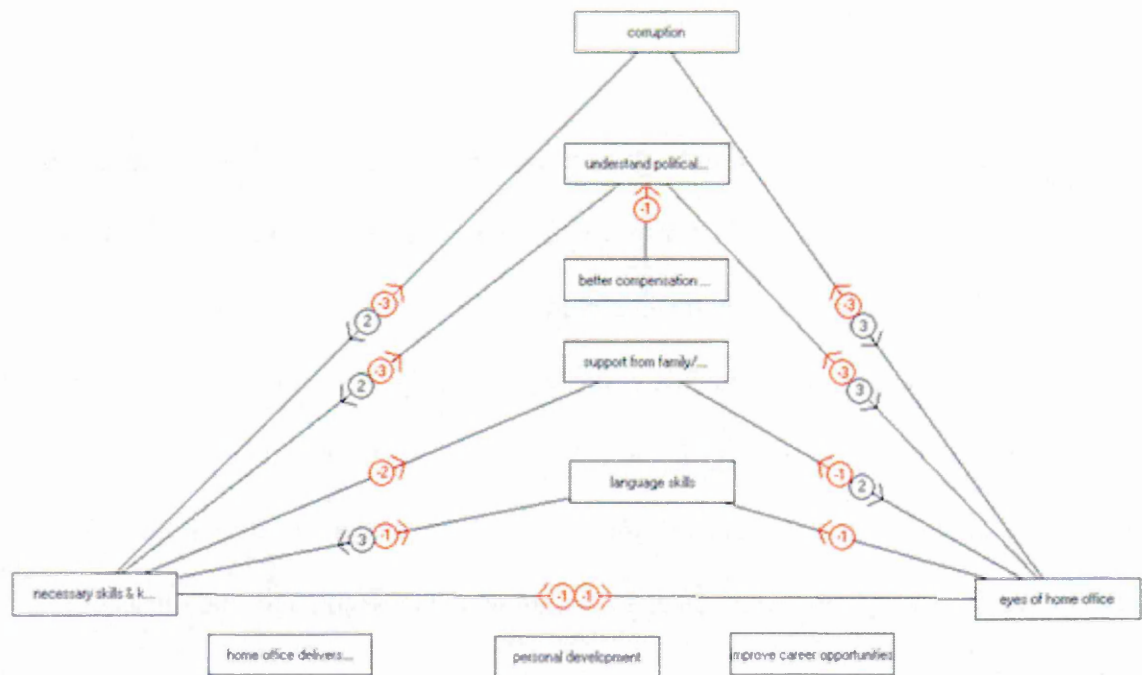 corruption
understand political...
-1
better compensation ...
2 -3
-3 3
support from family/...
2 -3
-3 3
-2
-1 2
language skills
3 -1
-1
necessary skills & k...
-1 -1
eyes of home office
home office delivers...
personal development
improve career opportunities